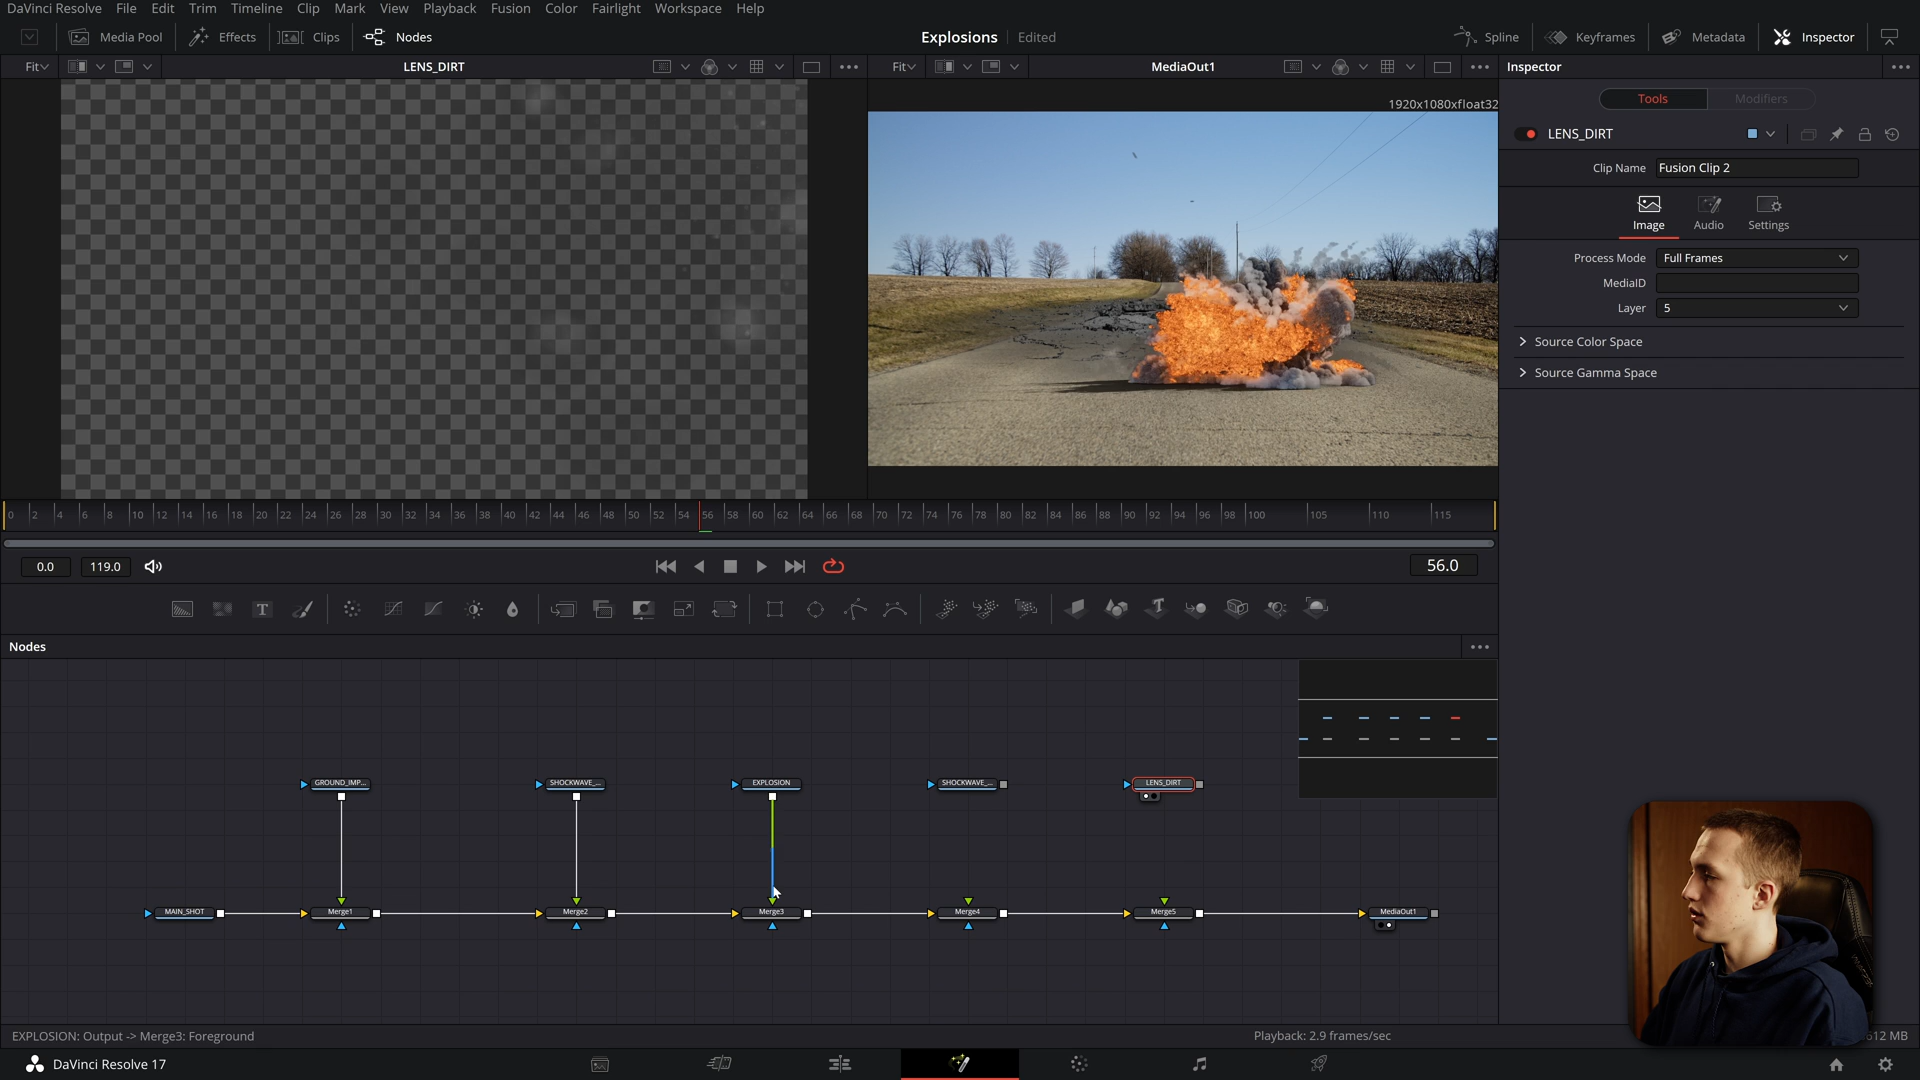 DaVinci Resolve File Edit Trim Timeline Clip Mark View Playback Fusion Color Fairlight Workspace Help
Media Pool Effects Clips Nodes Explosions Edited Spline Keyframes Metadata Inspector
Fit LENS_DIRT Fit MediaOut1 Inspector
1920x1080xfloat32
Tools Modifiers
LENS_DIRT
Clip Name Fusion Clip 2
Image Audio Settings
Process Mode Full Frames
MediaID
Layer 5
Source Color Space
Source Gamma Space
0 2 4 6 8 10 12 14 16 18 20 22 24 26 28 30 32 34 36 38 40 42 44 46 48 50 52 54 56 58 60 62 64 66 68 70 72 74 76 78 80 82 84 86 88 90 92 94 96 98 100 105 110 115
0.0 119.0 56.0
Nodes
GROUND_IMP... SHOCKWAVE_... EXPLOSION SHOCKWAVE_... LENS_DIRT
MAIN_SHOT Merge1 Merge2 Merge3 Merge4 Merge5 MediaOut1
EXPLOSION: Output -> Merge3: Foreground Playback: 2.9 frames/sec MB
DaVinci Resolve 17